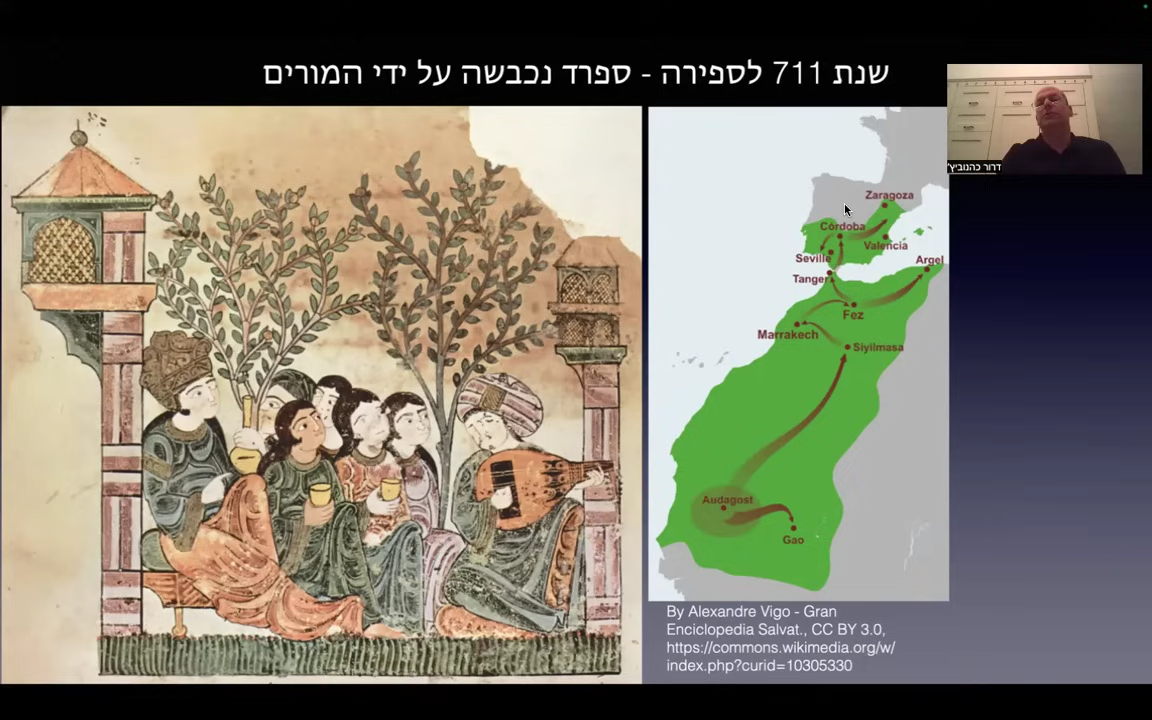 שנת 711 לספירה - ספרד נכבשה על ידי המורים
דרור כהנוביץ'
Zaragoza
Córdoba
Valencia
Seville
Argel
Tanger
Fez
Marrakech
Siyilmasa
Audagost
Gao
By Alexandre Vigo - Gran
Enciclopedia Salvat., CC BY 3.0,
https://commons.wikimedia.org/w/
index.php?curid=10305330